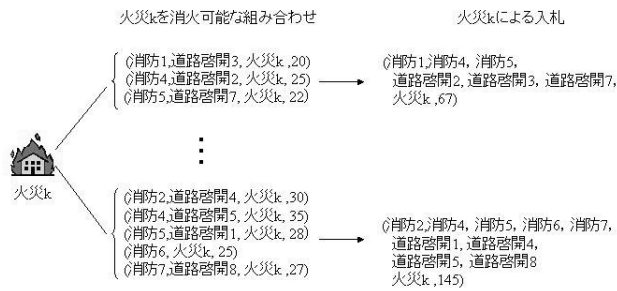 火災kを消火可能な組み合わせ
火災kによる入札
(消防1,道路啓開3, 火災k ,20)
(消防4,道路啓開2, 火災k ,25)
(消防5,道路啓開7, 火災k ,22)
(消防1,消防4, 消防5,
道路啓開2, 道路啓開3, 道路啓開7,
火災k ,67)
火災k
(消防2,道路啓開4, 火災k ,30)
(消防4,道路啓開5, 火災k ,35)
(消防5,道路啓開1, 火災k ,28)
(消防6, 火災k, 25)
(消防7,道路啓開8, 火災k ,27)
(消防2,消防4, 消防5, 消防6, 消防7,
道路啓開1, 道路啓開4,
道路啓開5, 道路啓開8
火災k ,145)